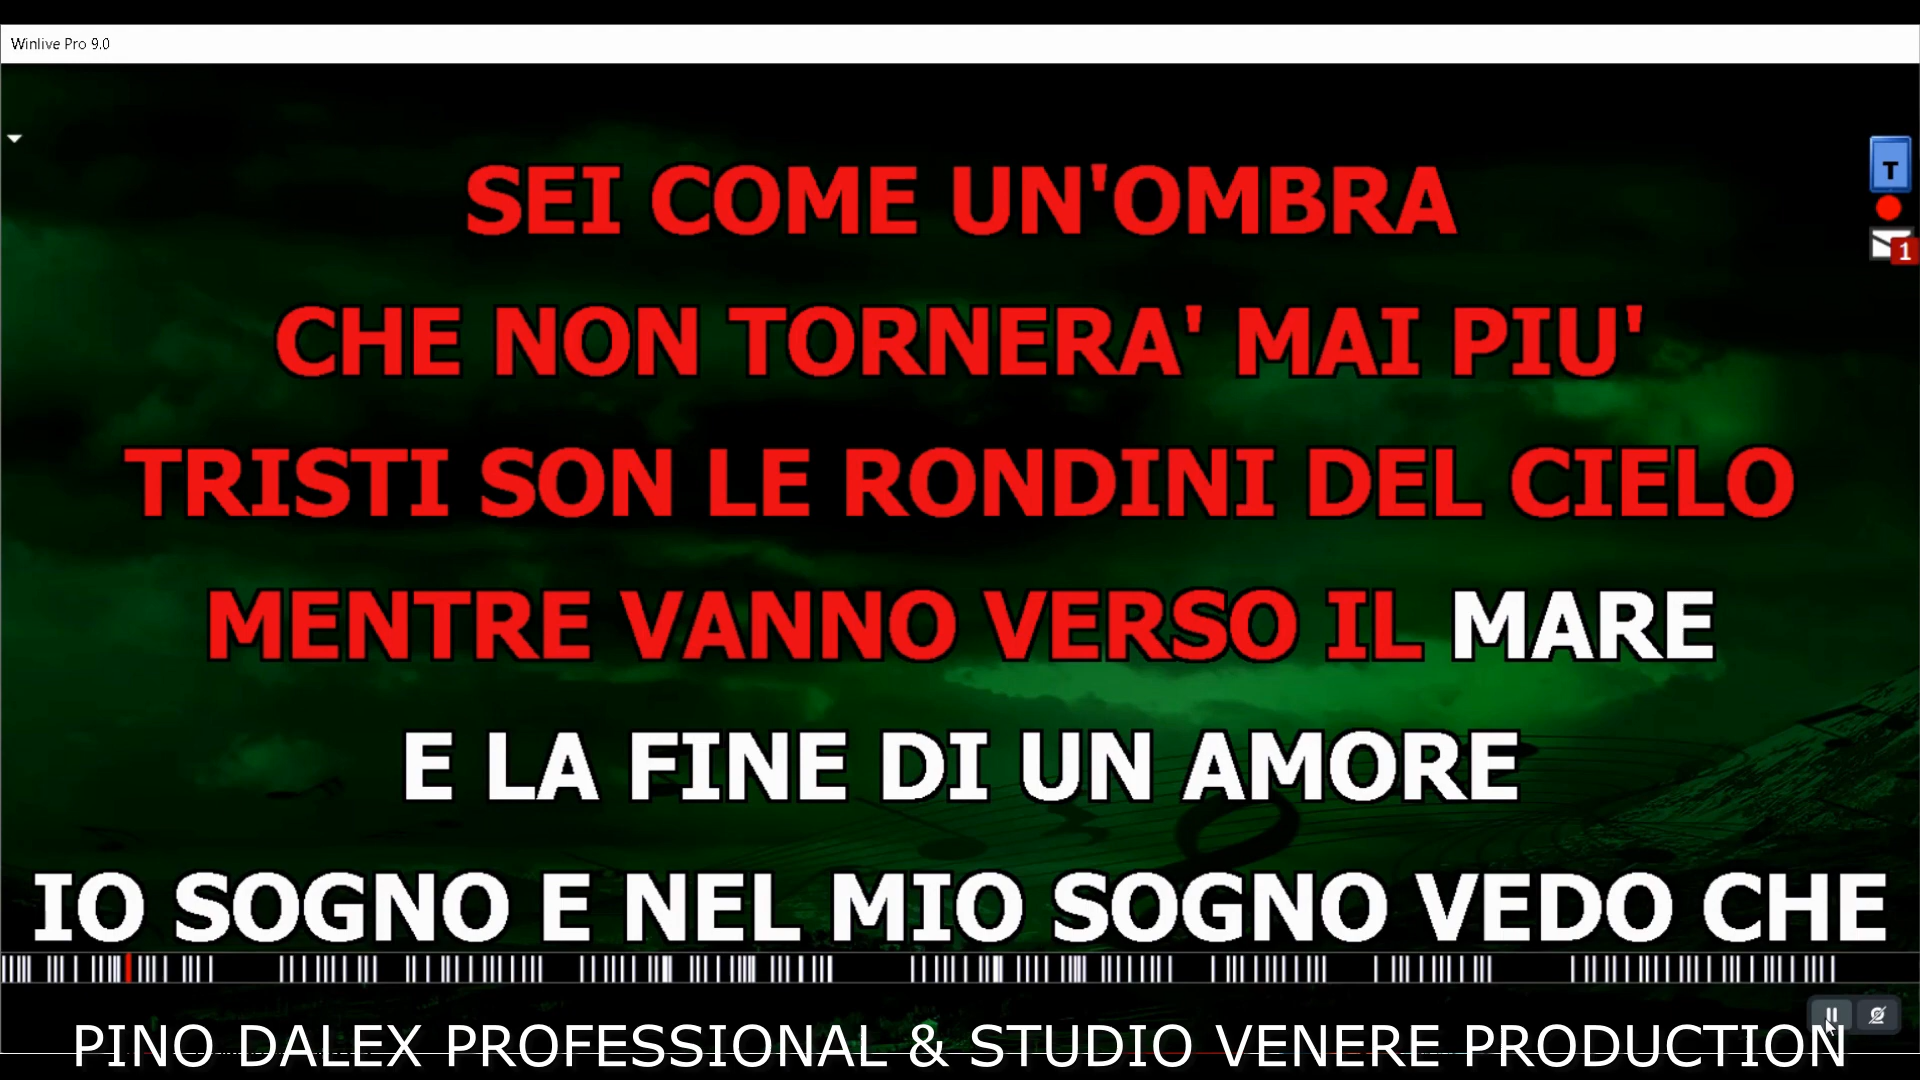 Winlive Pro 9.0
T
1
SEI COME UN'OMBRA
CHE NON TORNERA' MAI PIU'
TRISTI SON LE RONDINI DEL CIELO
MENTRE VANNO VERSO IL MARE
E LA FINE DI UN AMORE
IO SOGNO E NEL MIO SOGNO VEDO CHE
PINO DALEX PROFESSIONAL & STUDIO VENERE PRODUCTION